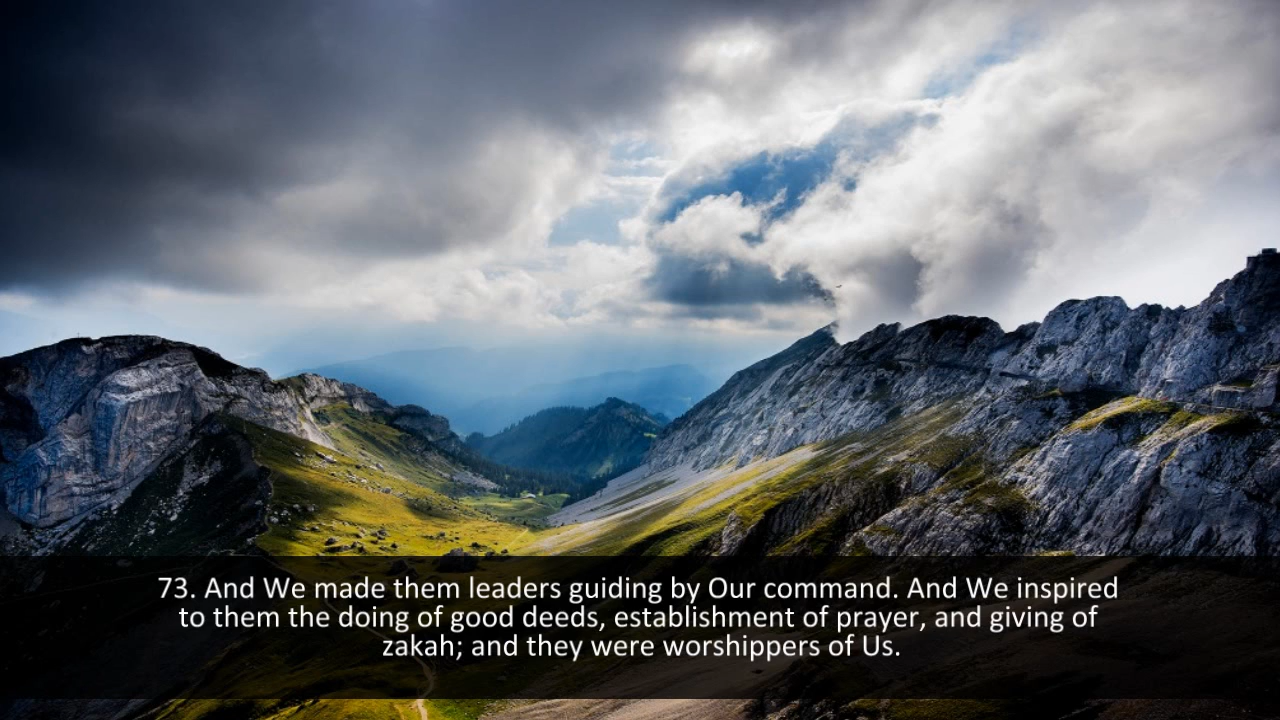 73. And We made them leaders guiding by Our command. And We inspired
to them the doing of good deeds, establishment of prayer, and giving of
zakah; and they were worshippers of Us.